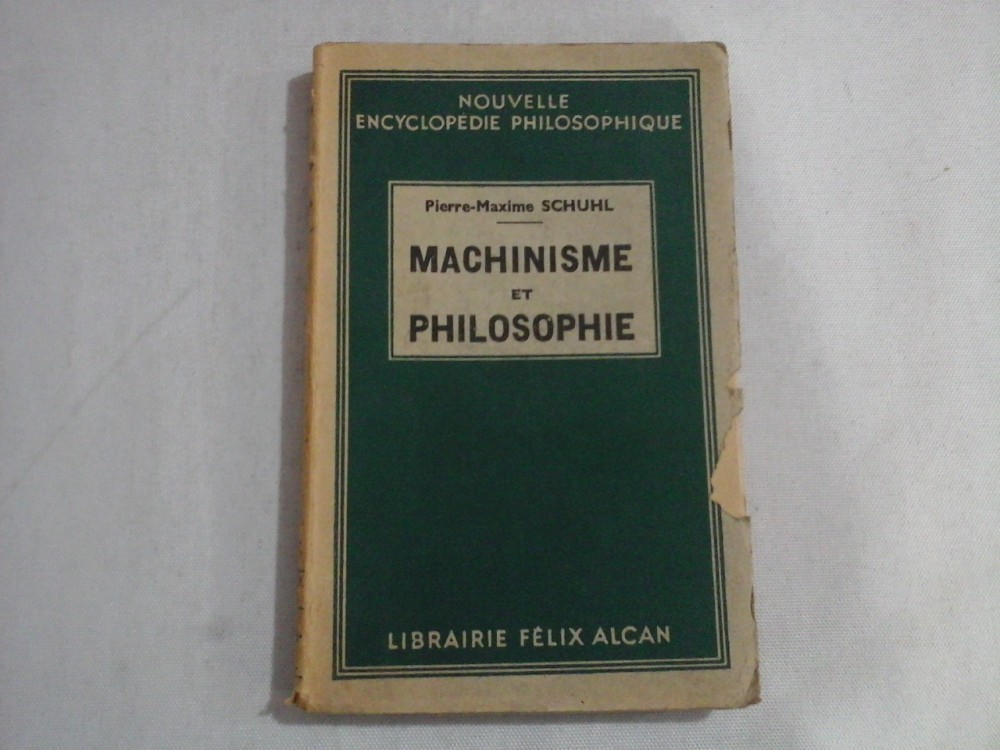 NOUVELLE
ENCYCLOPÉDIE PHILOSOPHIQUE
Pierre-Maxime SCHUHL
MACHINISME
ET
PHILOSOPHIE
LIBRAIRIE FÉLIX ALCAN